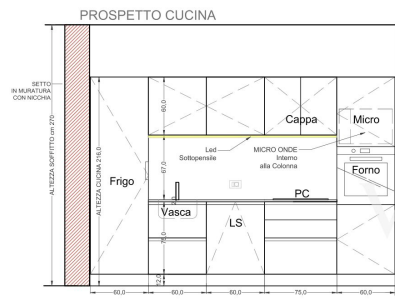 PROSPETTO CUCINA
SETTO
IN MURATURA
CON NICCHIA
ALTEZZA SOFFITTO cm 270
ALTEZZA CUCINA 216,0
60,0
Cappa
Micro
Led
Sottopensile
MICRO ONDE
Interno
alla Colonna
67,0
Frigo
Forno
PC
Vasca
LS
75,0
12,0
60,0
60,0
60,0
75,0
60,0